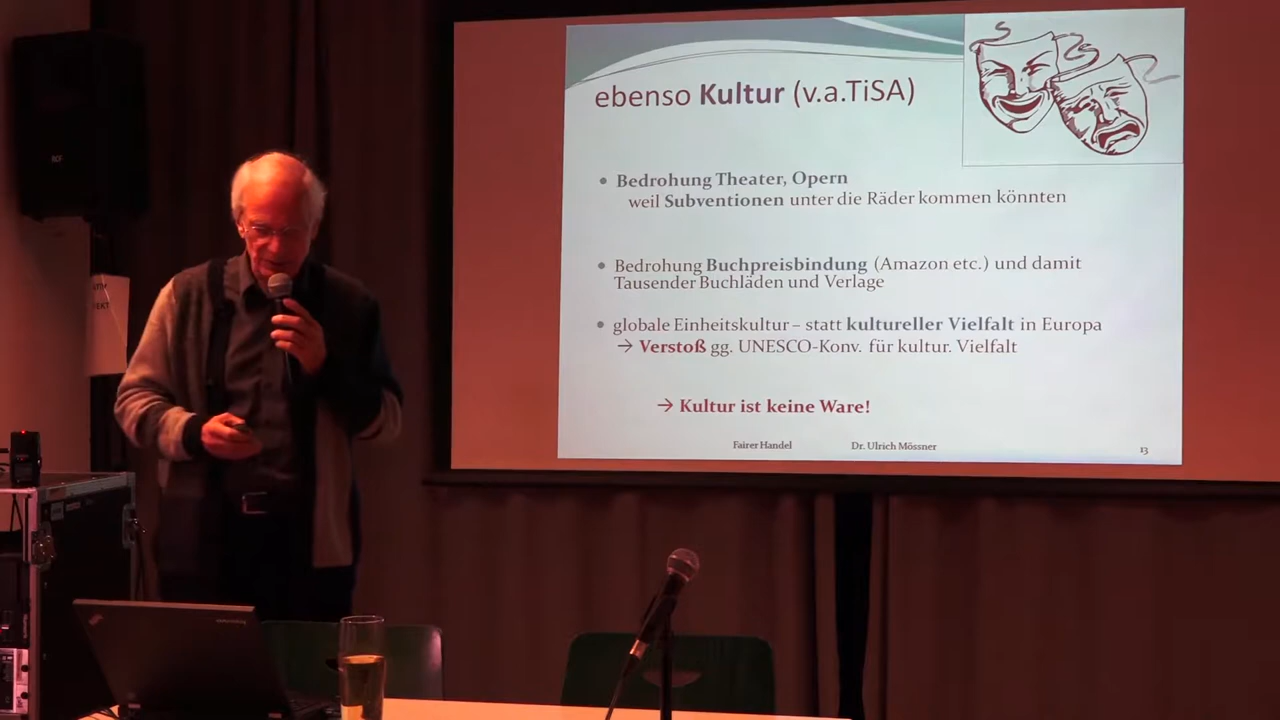 ebenso Kultur (v.a.TiSA)
Bedrohung Theater, Opern
weil Subventionen unter die Räder kommen könnten
Bedrohung Buchpreisbindung (Amazon etc.) und damit
Tausender Buchläden und Verlage
globale Einheitskultur – statt kultureller Vielfalt in Europa
→ Verstoß gg. UNESCO-Konv. für kultur. Vielfalt
→ Kultur ist keine Ware!
Fairer Handel Dr. Ulrich Mössner 13
RCF